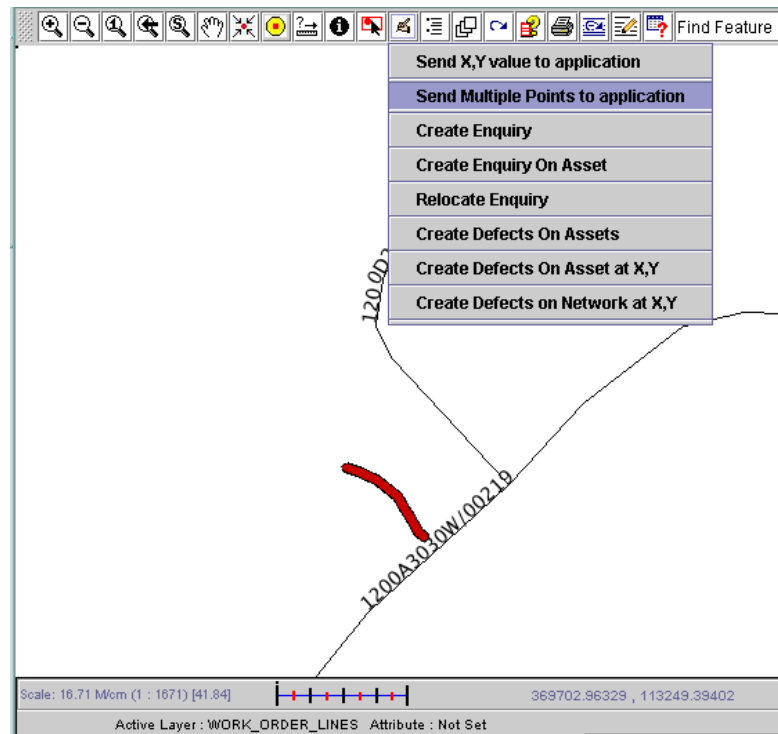 Find Feature
Send X,Y value to application
Send Multiple Points to application
Create Enquiry
Create Enquiry On Asset
Relocate Enquiry
Create Defects On Assets
Create Defects On Asset at X,Y
Create Defects on Network at X,Y
1200A3030W/00219
Scale: 16.71 M/cm (1 : 1671) [41.84]
369702.96329 , 113249.39402
Active Layer : WORK_ORDER_LINES Attribute : Not Set